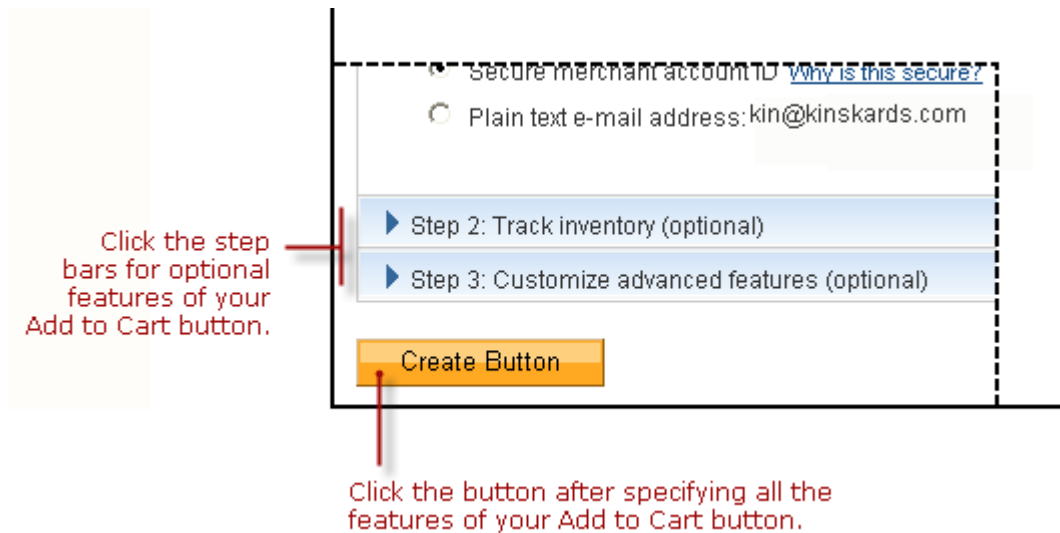 Secure merchant account ID Why is this secure?
Plain text e-mail address: kin@kinskards.com
Step 2: Track inventory (optional)
Step 3: Customize advanced features (optional)
Click the step
bars for optional
features of your
Add to Cart button.
Create Button
Click the button after specifying all the
features of your Add to Cart button.